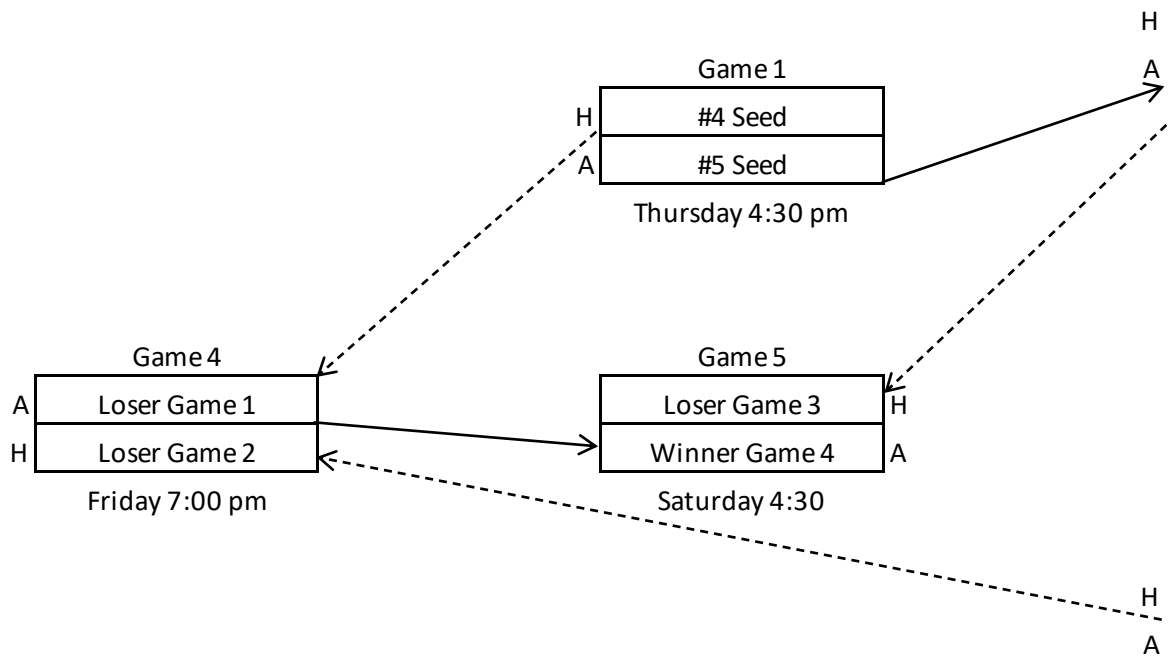 H
A
Game 1
H #4 Seed
A #5 Seed
Thursday 4:30 pm
Game 4
A Loser Game 1
H Loser Game 2
Friday 7:00 pm
Game 5
Loser Game 3 H
Winner Game 4 A
Saturday 4:30
H
A